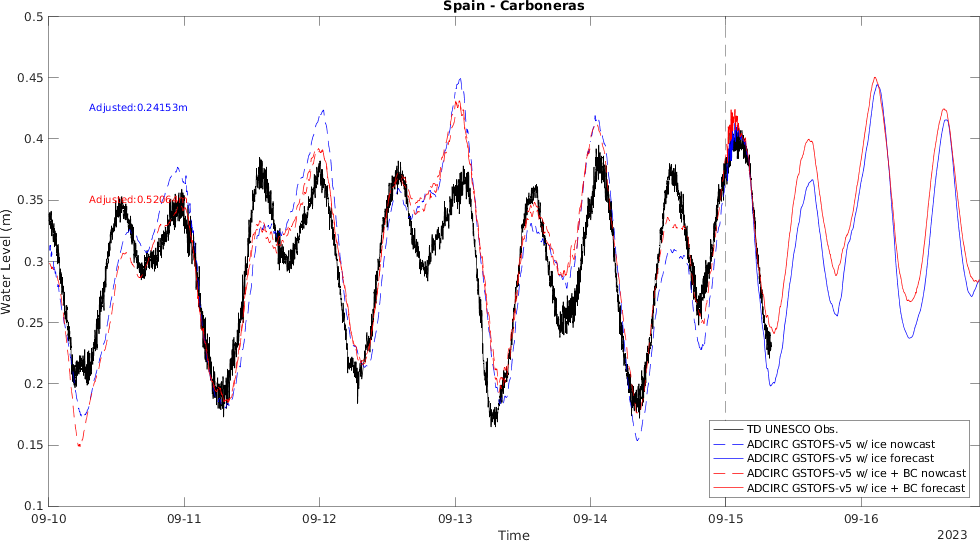 Spain - Carboneras
0.5
0.45
0.4
0.35
0.3
0.25
0.2
0.15
0.1
Water Level (m)
Adjusted:0.24153m
09-10
09-11
09-12
09-13
09-14
09-15
09-16
Time
2023
TD UNESCO Obs.
ADCIRC GSTOFS-v5 w/ ice nowcast
ADCIRC GSTOFS-v5 w/ ice forecast
ADCIRC GSTOFS-v5 w/ ice + BC nowcast
ADCIRC GSTOFS-v5 w/ ice + BC forecast